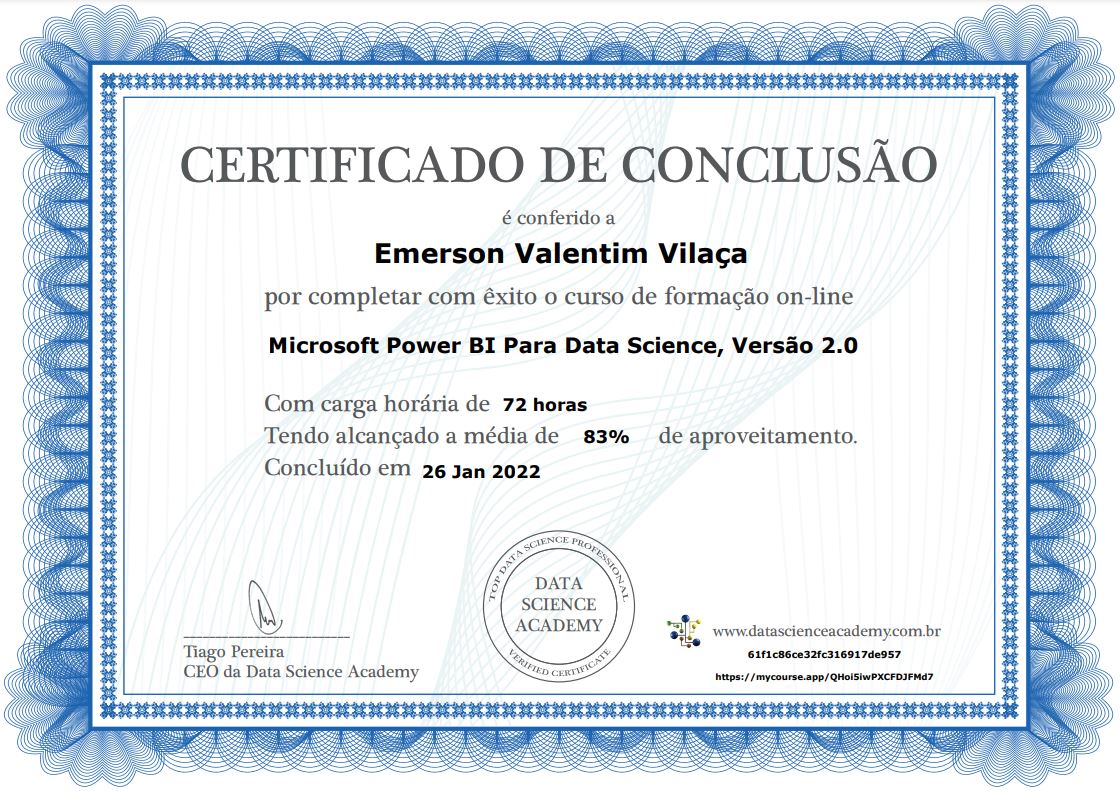 CERTIFICADO DE CONCLUSÃO
é conferido a
Emerson Valentim Vilaça
por completar com êxito o curso de formação on-line
Microsoft Power BI Para Data Science, Versão 2.0
Com carga horária de 72 horas
Tendo alcançado a média de 83% de aproveitamento.
Concluído em 26 Jan 2022
TOP DATA SCIENCE PROFESSIONAL
DATA
SCIENCE
ACADEMY
VERIFIED CERTIFICATE
Tiago Pereira
CEO da Data Science Academy
www.datascienceacademy.com.br
61f1c86ce32fc316917de957
https://mycourse.app/QHoi5iwPXCFDJFMd7